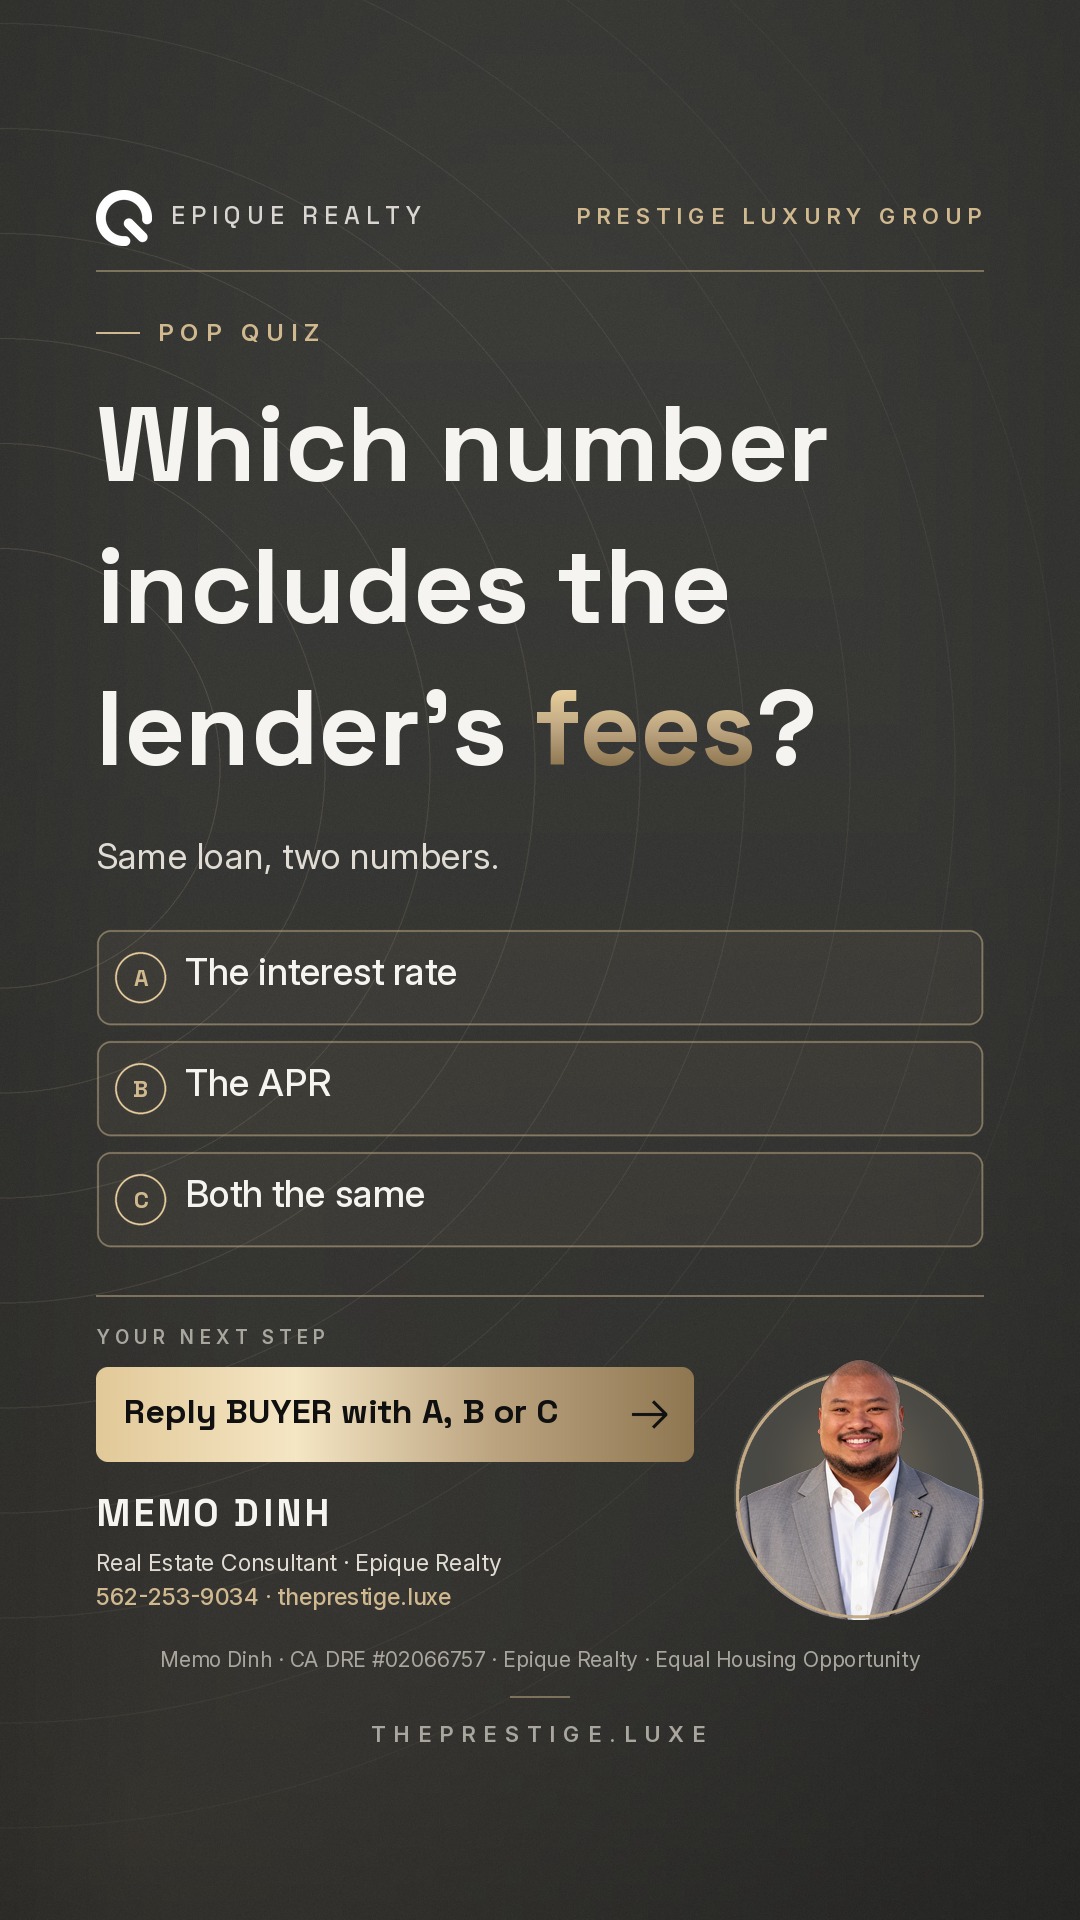 EPIQUE REALTY
PRESTIGE LUXURY GROUP
POP QUIZ
Which number
includes the
lender’s fees?
Same loan, two numbers.
A The interest rate
B The APR
C Both the same
YOUR NEXT STEP
Reply BUYER with A, B or C →
MEMO DINH
Real Estate Consultant · Epique Realty
562-253-9034 · theprestige.luxe
Memo Dinh · CA DRE #02066757 · Epique Realty · Equal Housing Opportunity
THEPRESTIGE.LUXE